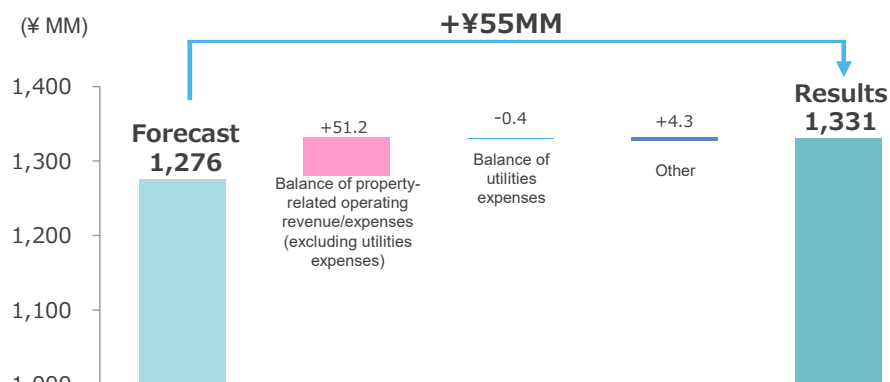 (¥ MM)
+¥55MM
1,400
1,300
1,200
1,100
1,000
Forecast
1,276
+51.2
Balance of property-
related operating
revenue/expenses
(excluding utilities
expenses)
-0.4
Balance of
utilities
expenses
+4.3
Other
Results
1,331